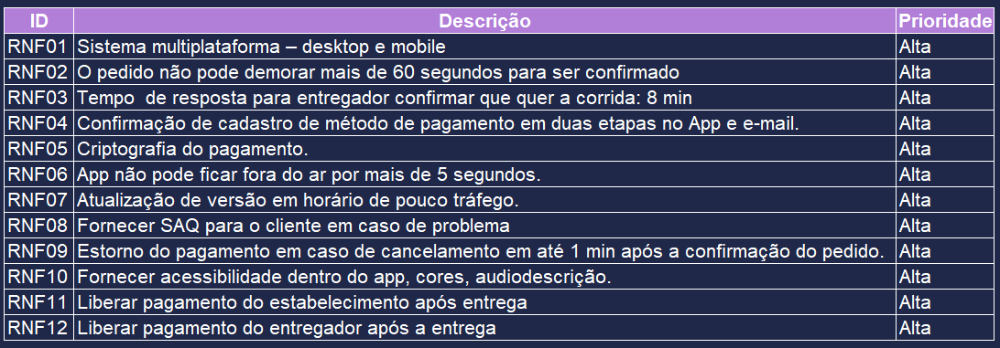 ID Descrição Prioridade
RNF01 Sistema multiplataforma – desktop e mobile Alta
RNF02 O pedido não pode demorar mais de 60 segundos para ser confirmado Alta
RNF03 Tempo  de resposta para entregador confirmar que quer a corrida: 8 min Alta
RNF04 Confirmação de cadastro de método de pagamento em duas etapas no App e e-mail. Alta
RNF05 Criptografia do pagamento. Alta
RNF06 App não pode ficar fora do ar por mais de 5 segundos. Alta
RNF07 Atualização de versão em horário de pouco tráfego. Alta
RNF08 Fornecer SAQ para o cliente em caso de problema Alta
RNF09 Estorno do pagamento em caso de cancelamento em até 1 min após a confirmação do pedido. Alta
RNF10 Fornecer acessibilidade dentro do app, cores, audiodescrição. Alta
RNF11 Liberar pagamento do estabelecimento após entrega Alta
RNF12 Liberar pagamento do entregador após a entrega Alta